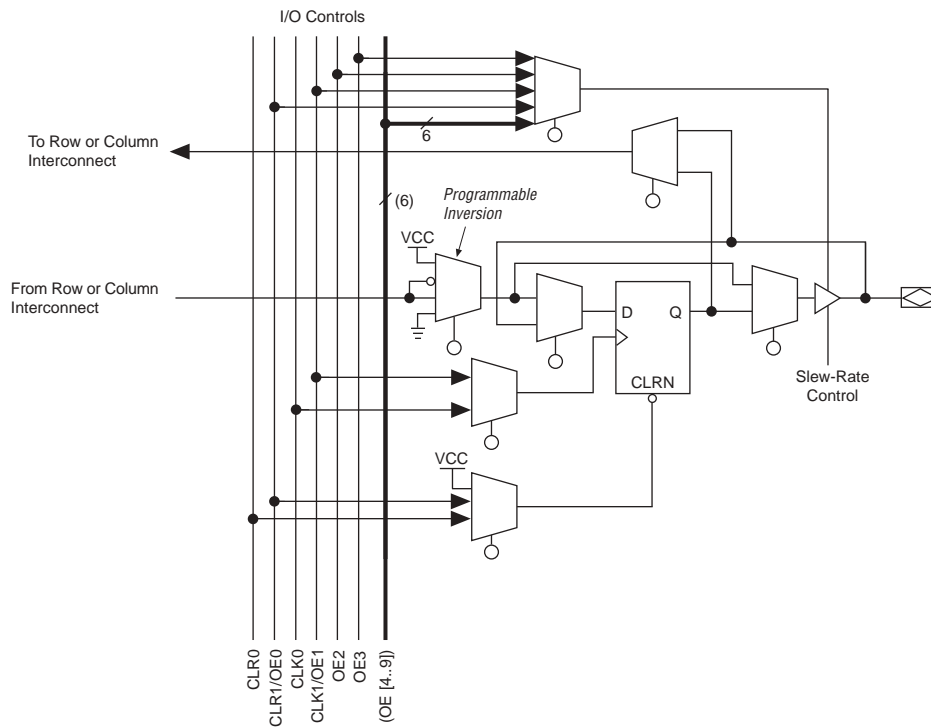 I/O Controls
6
To Row or Column
Interconnect
(6)
Programmable
Inversion
VCC
From Row or Column
Interconnect
D
Q
CLRN
Slew-Rate
Control
VCC
CLR0
CLR1/OE0
CLK0
CLK1/OE1
OE2
OE3
(OE [4..9])